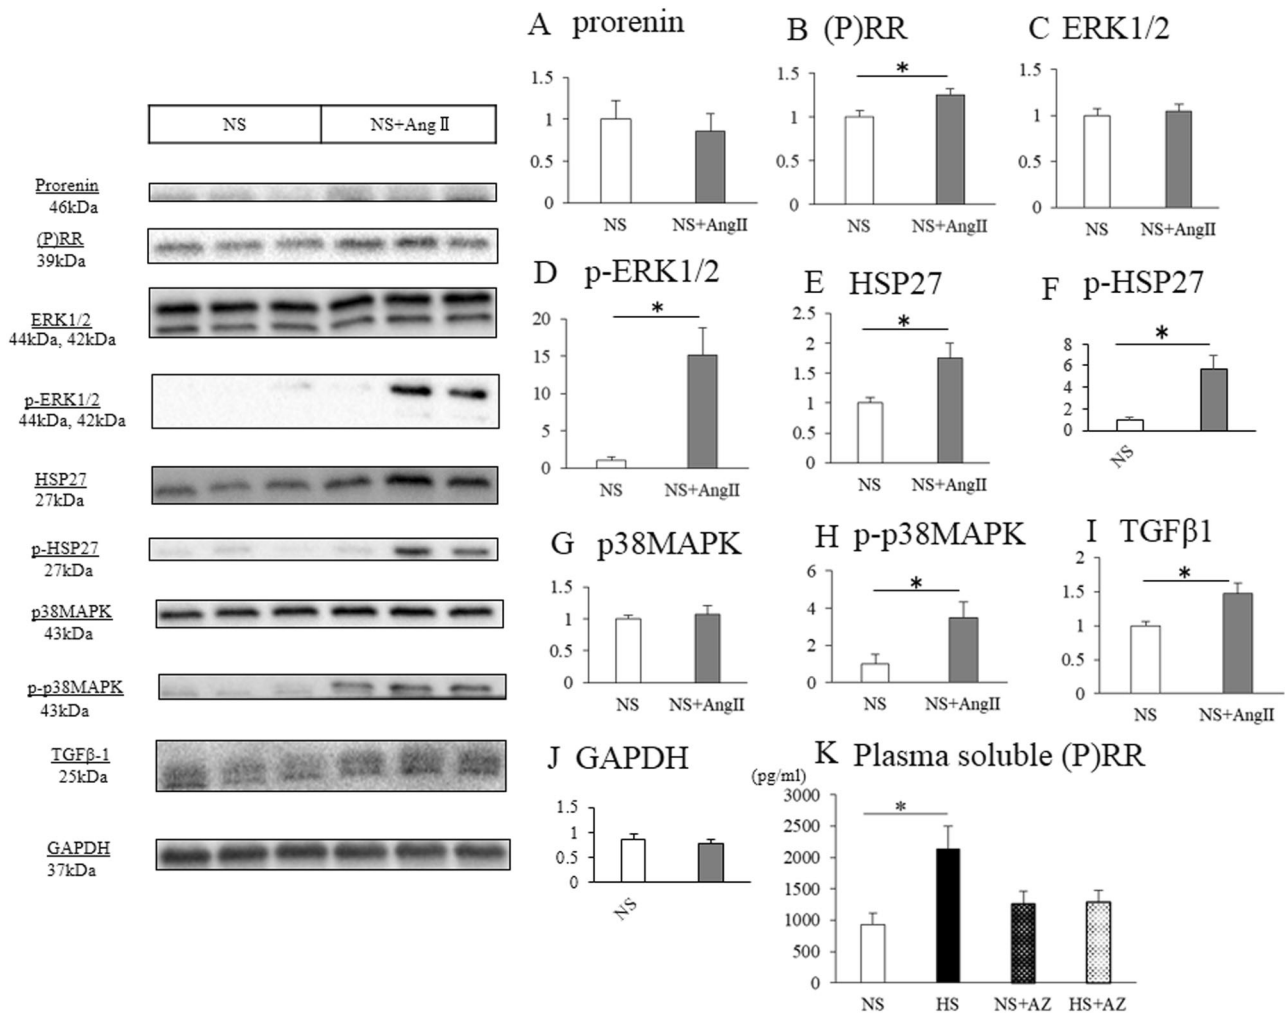 NS
NS+Ang Ⅱ
Prorenin
46kDa
(P)RR
39kDa
ERK1/2
44kDa, 42kDa
p-ERK1/2
44kDa, 42kDa
HSP27
27kDa
p-HSP27
27kDa
p38MAPK
43kDa
p-p38MAPK
43kDa
TGFβ-1
25kDa
GAPDH
37kDa
A prorenin
1.5
1
0.5
0
NS NS+AngII
B (P)RR
*
1.5
1
0.5
0
NS NS+AngII
C ERK1/2
1.5
1
0.5
0
NS NS+AngII
D p-ERK1/2
*
20
15
10
5
0
NS NS+AngII
E HSP27
*
2.5
2
1.5
1
0.5
0
NS NS+AngII
F p-HSP27
*
8
6
4
2
0
NS
G p38MAPK
1.5
1
0.5
0
NS NS+AngII
H p-p38MAPK
*
6
4
2
0
NS NS+AngII
I TGFβ1
*
2
1.5
1
0.5
0
NS NS+AngII
J GAPDH
1.5
1
0.5
0
NS
K Plasma soluble (P)RR
(pg/ml)
*
3000
2500
2000
1500
1000
500
0
NS HS NS+AZ HS+AZ